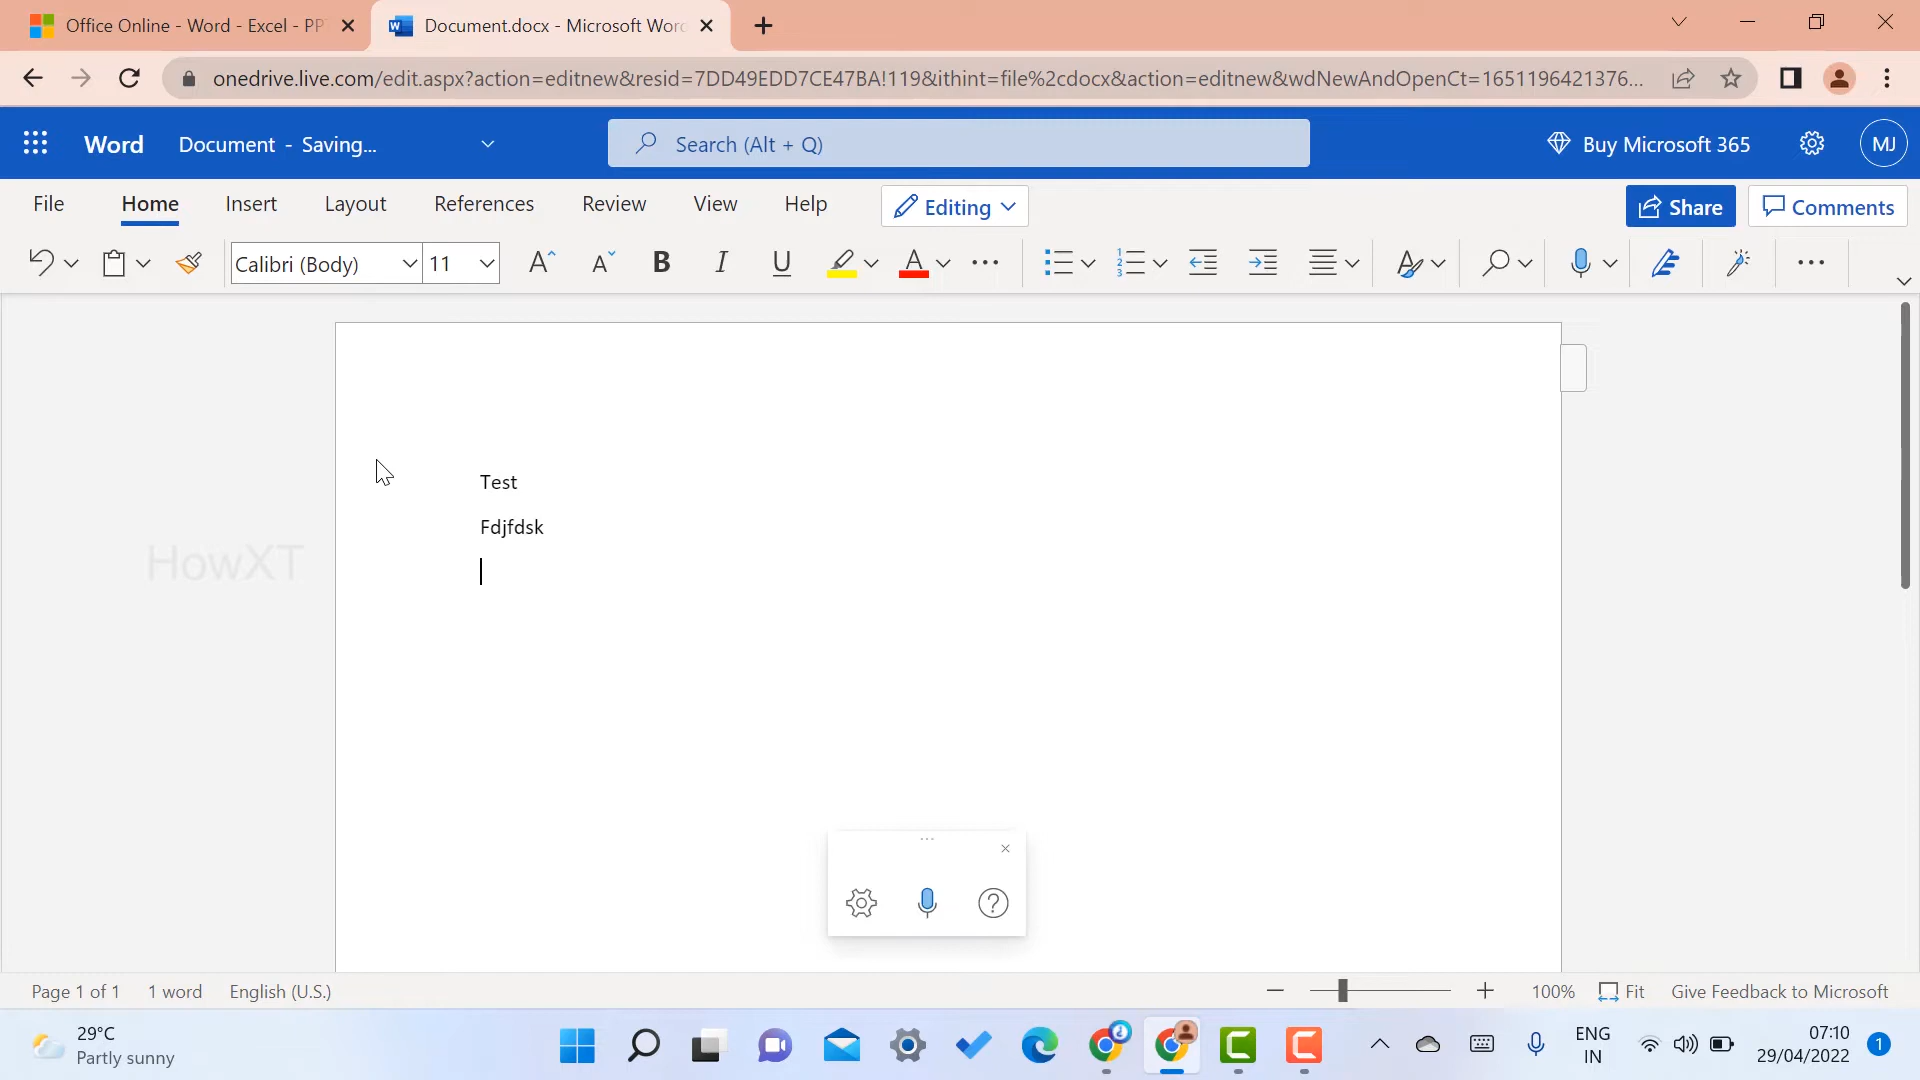 Office Online - Word - Excel - PP
Document.docx - Microsoft Word
onedrive.live.com/edit.aspx?action=editnew&resid=7DD49EDD7CE47BA!119&ithint=file%2cdocx&action=editnew&wdNewAndOpenCt=1651196421376...
Word
Document - Saving...
Search (Alt + Q)
Buy Microsoft 365
MJ
File
Home
Insert
Layout
References
Review
View
Help
Editing
Share
Comments
Calibri (Body)
11
Test
Fdjfdsk
HowXT
Page 1 of 1
1 word
English (U.S.)
100%
Fit
Give Feedback to Microsoft
29°C
Partly sunny
ENG
IN
07:10
29/04/2022
1